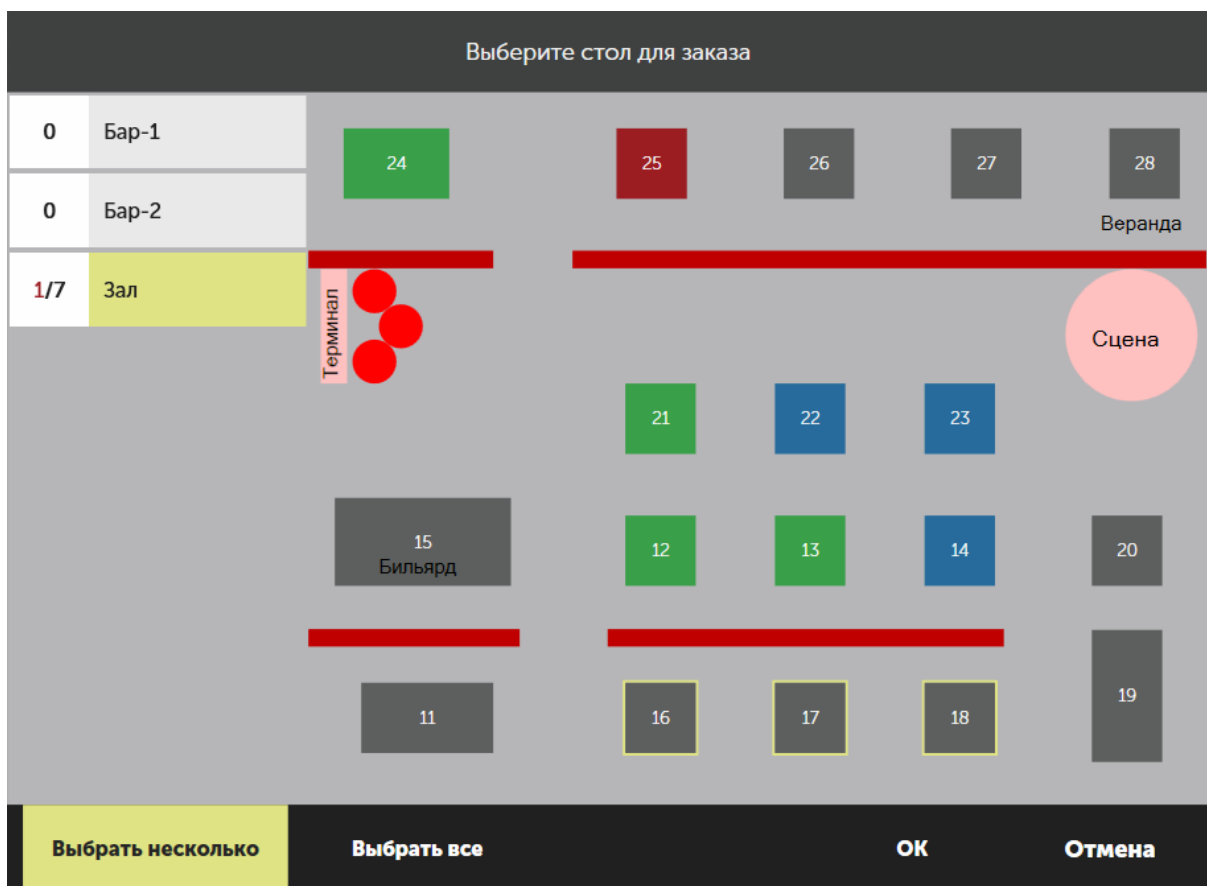 Выберите стол для заказа
0 Бар-1
0 Бар-2
1/7 Зал
24 25 26 27 28
Веранда
Терминал
Сцена
21 22 23
15 12 13 14 20
Бильярд
11 16 17 18 19
Выбрать несколько Выбрать все ОК Отмена